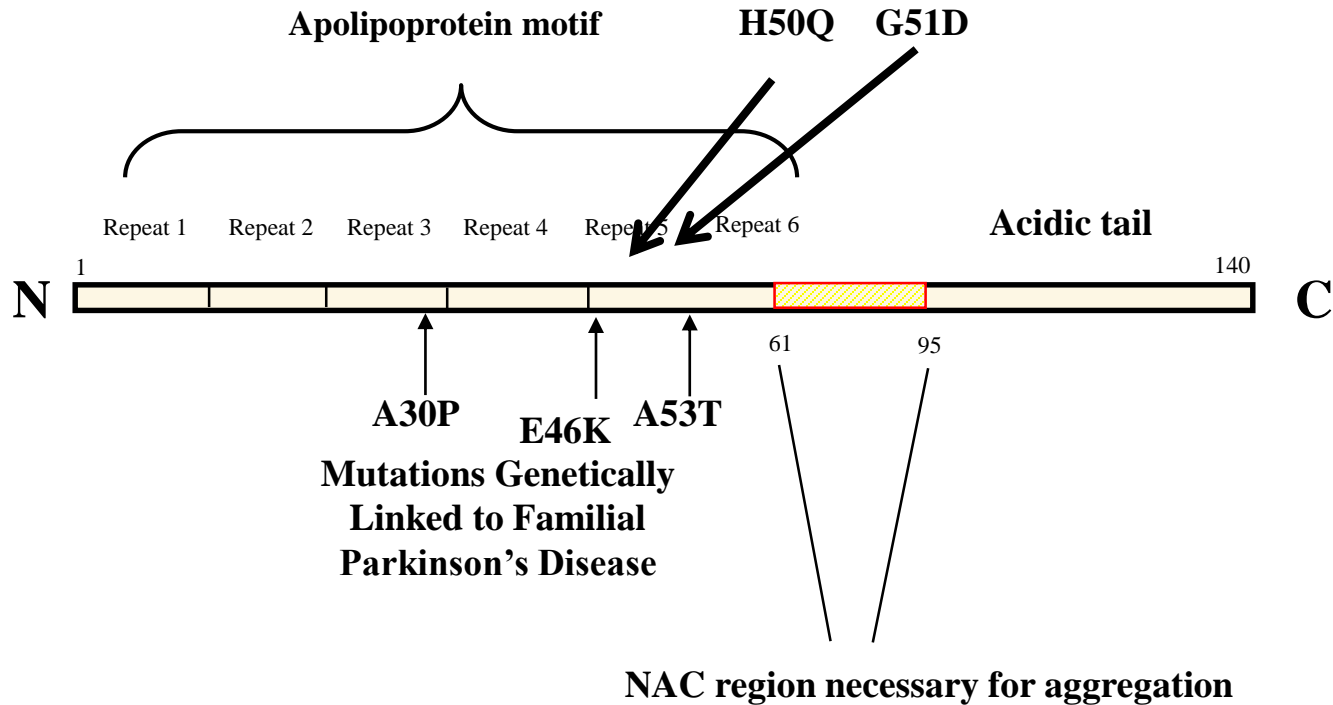 Apolipoprotein motif
H50Q
G51D
Repeat 1
Repeat 2
Repeat 3
Repeat 4
Repeat 5
Repeat 6
Acidic tail
1
140
N
C
61
95
A30P
E46K
A53T
Mutations Genetically
Linked to Familial
Parkinson’s Disease
NAC region necessary for aggregation